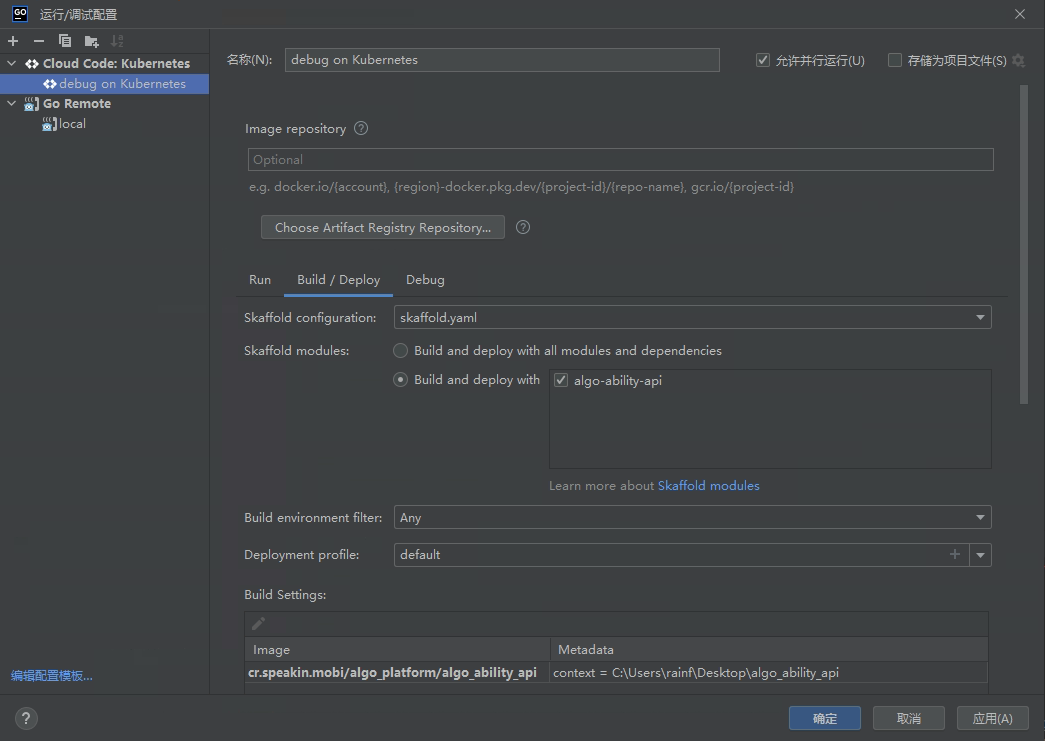 GO 运行/调试配置
Cloud Code: Kubernetes
debug on Kubernetes
Go Remote
local
编辑配置模板...
名称(N): debug on Kubernetes 允许并行运行(U) 存储为项目文件(S)
Image repository
Optional
e.g. docker.io/{account}, {region}-docker.pkg.dev/{project-id}/{repo-name}, gcr.io/{project-id}
Choose Artifact Registry Repository...
Run Build / Deploy Debug
Skaffold configuration: skaffold.yaml
Skaffold modules: Build and deploy with all modules and dependencies
Build and deploy with algo-ability-api
Learn more about Skaffold modules
Build environment filter: Any
Deployment profile: default
Build Settings:
Image Metadata
cr.speakin.mobi/algo_platform/algo_ability_api context = C:\Users\rainf\Desktop\algo_ability_api
确定 取消 应用(A)